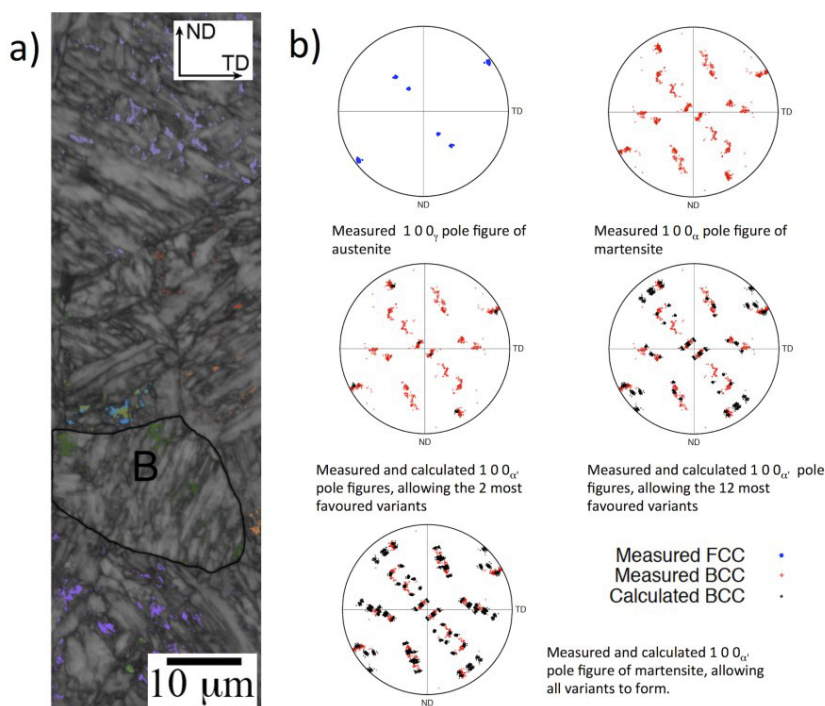 a)
ND
TD
B
10 μm
b)
TD
ND
TD
ND
Measured 1 0 0γ pole figure of
austenite
Measured 1 0 0α pole figure of
martensite
TD
ND
TD
ND
Measured and calculated 1 0 0α'
pole figures, allowing the 2 most
favoured variants
Measured and calculated 1 0 0α' pole
figures, allowing the 12 most
favoured variants
TD
ND
Measured FCC
Measured BCC
Calculated BCC
Measured and calculated 1 0 0α'
pole figure of martensite, allowing
all variants to form.